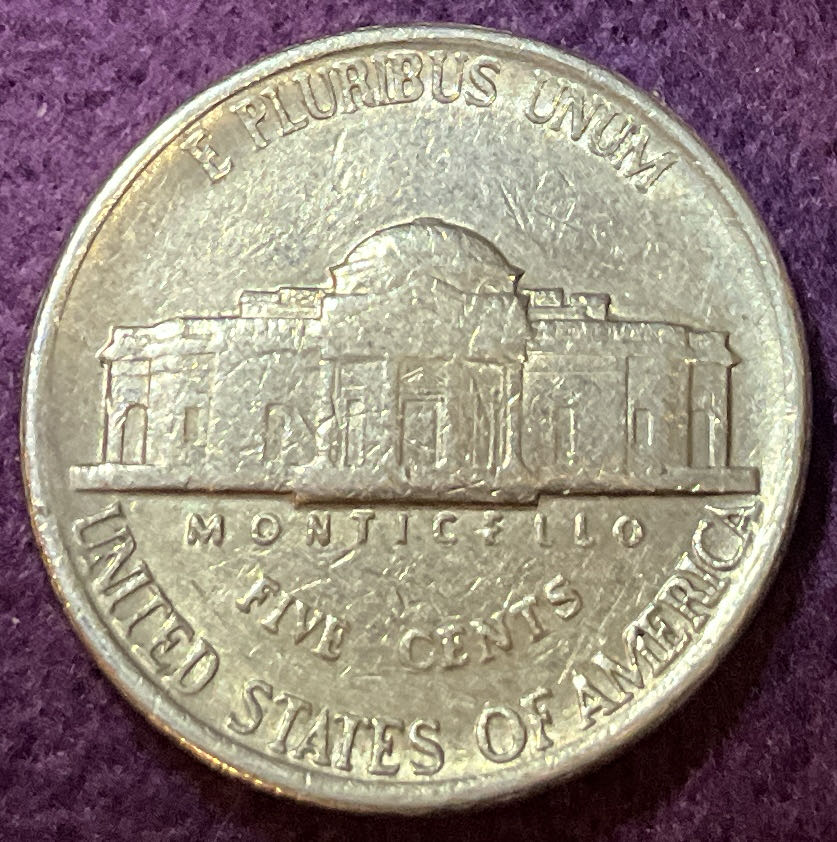 E PLURIBUS UNUM
MONTICELLO
FIVE CENTS
UNITED STATES OF AMERICA